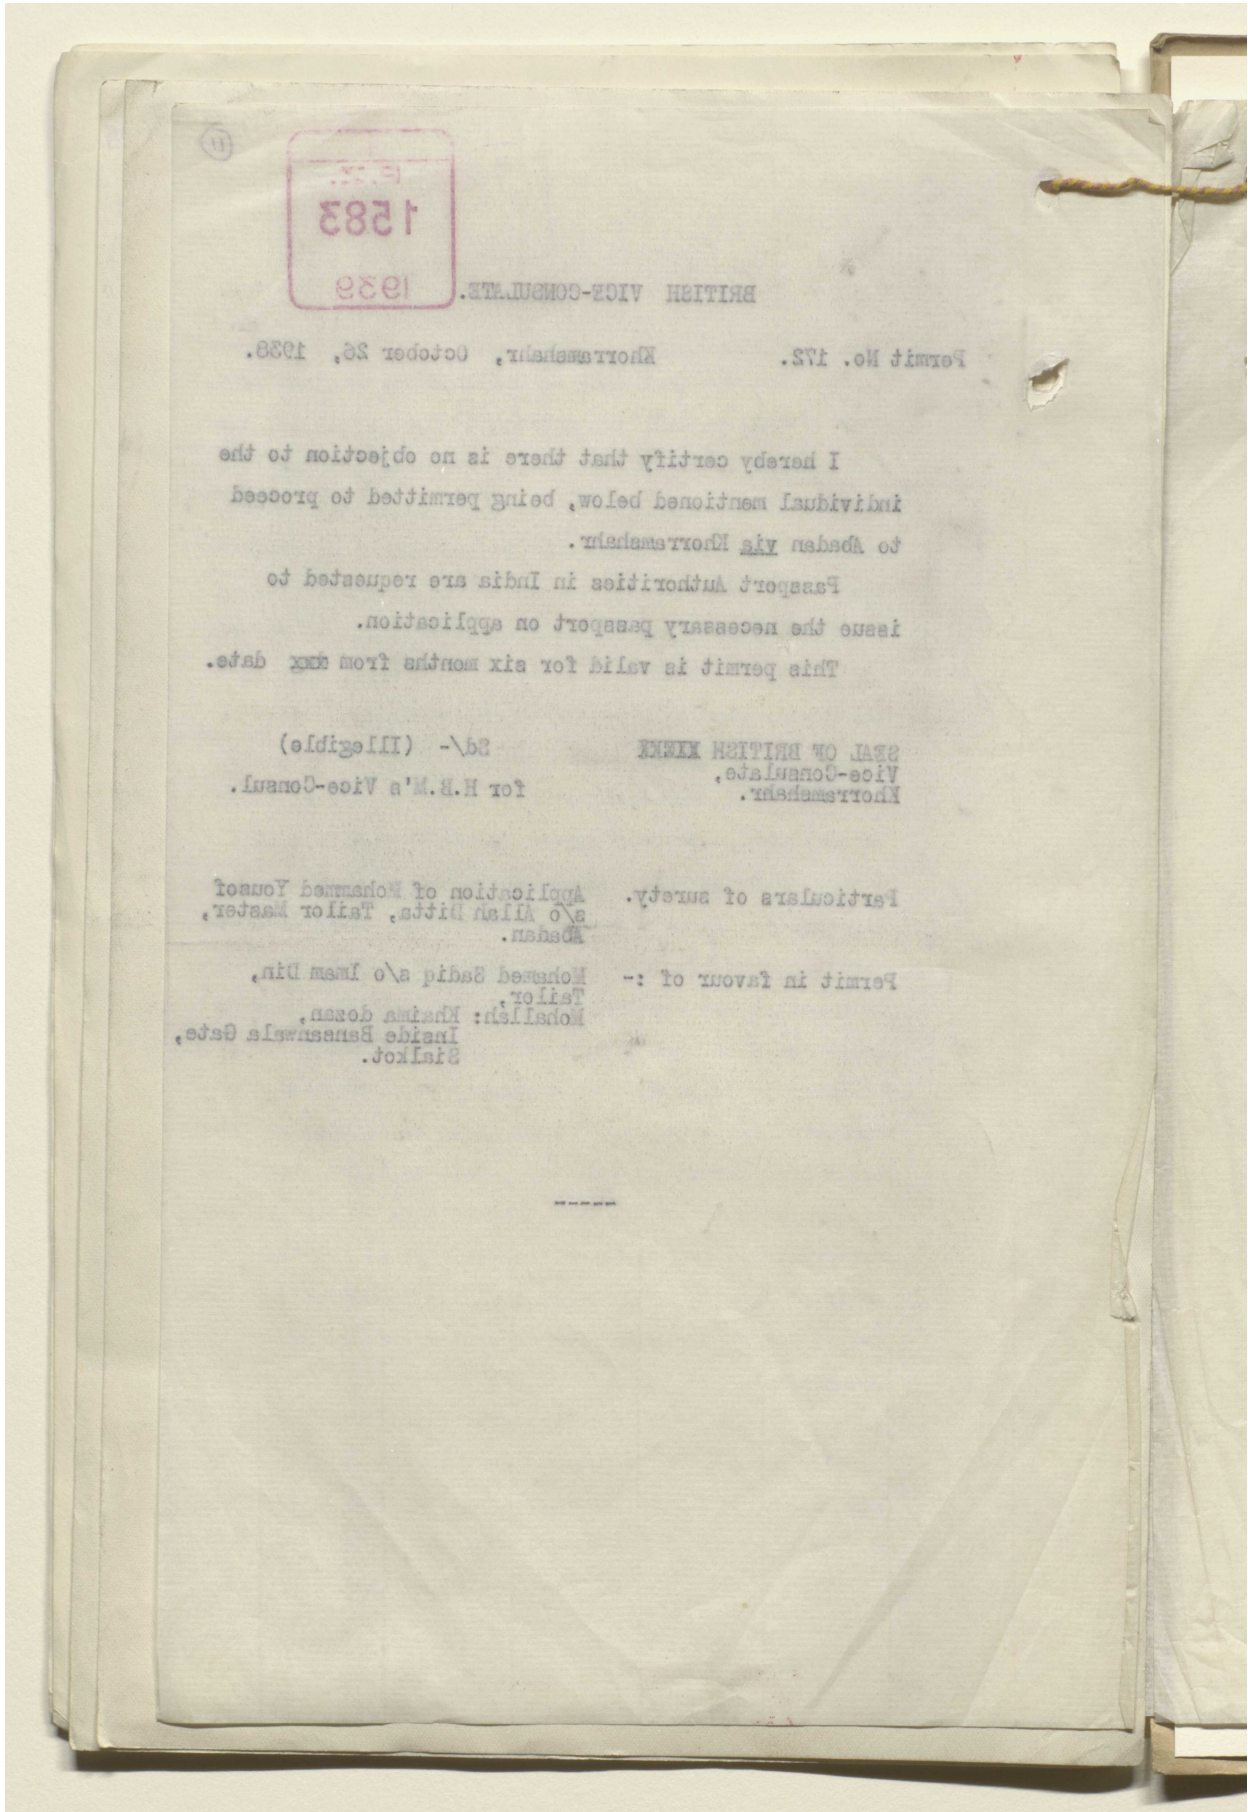 11
P.Z.
1583
1939
BRITISH VICE-CONSULATE.
Permit No. 172. Khorramshahr, October 26, 1938.
I hereby certify that there is no objection to the
individual mentioned below, being permitted to proceed
to Abadan via Khorramshahr.
Passport Authorities in India are requested to
issue the necessary passport on application.
This permit is valid for six months from xxx date.
SEAL OF BRITISH Sd/- (Illegible)
Vice-Consulate,
Khorramshahr. for H.B.M's Vice-Consul.
Particulars of surety. Application of Mohammed Yousof
s/o Allah Ditta, Tailor Master,
Abadan.
Permit in favour of :- Mohamed Sadiq s/o Imam Din,
Tailor,
Mohallah: Khaima dozan,
Inside Bansanwala Gate,
Sialkot.
-----